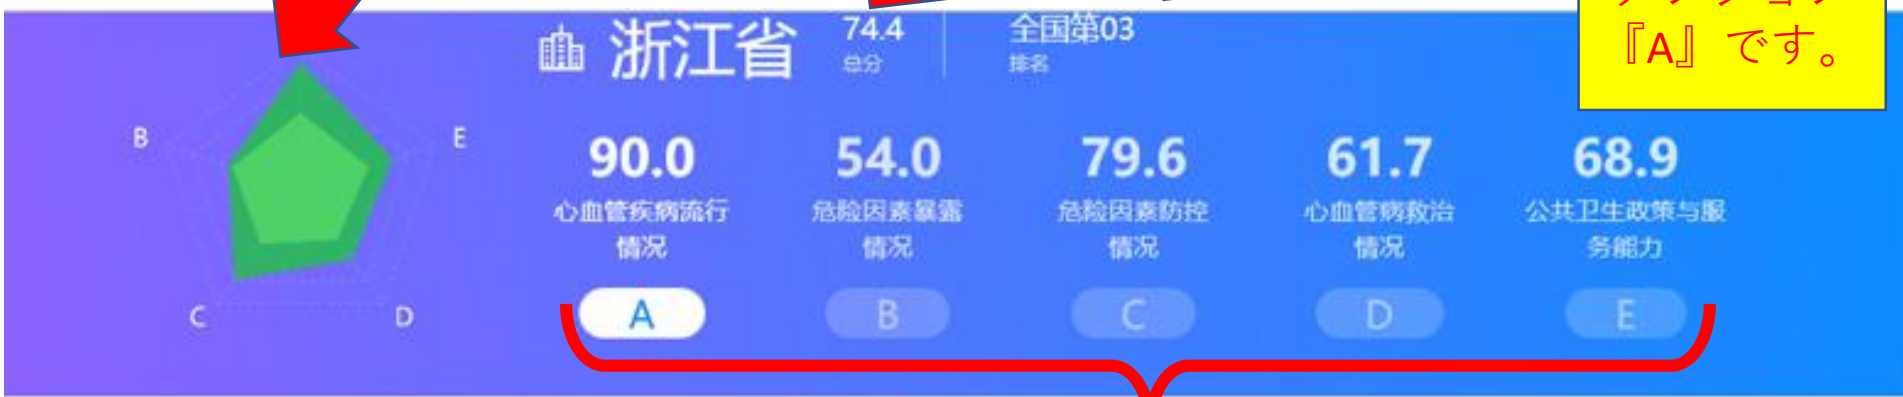 浙江省
74.4
总分
全国第03
排名
『A』です。
B
E
C
D
90.0
心血管疾病流行
情况
A
54.0
危险因素暴露
情况
B
79.6
危险因素防控
情况
C
61.7
心血管病救治
情况
D
68.9
公共卫生政策与服
务能力
E